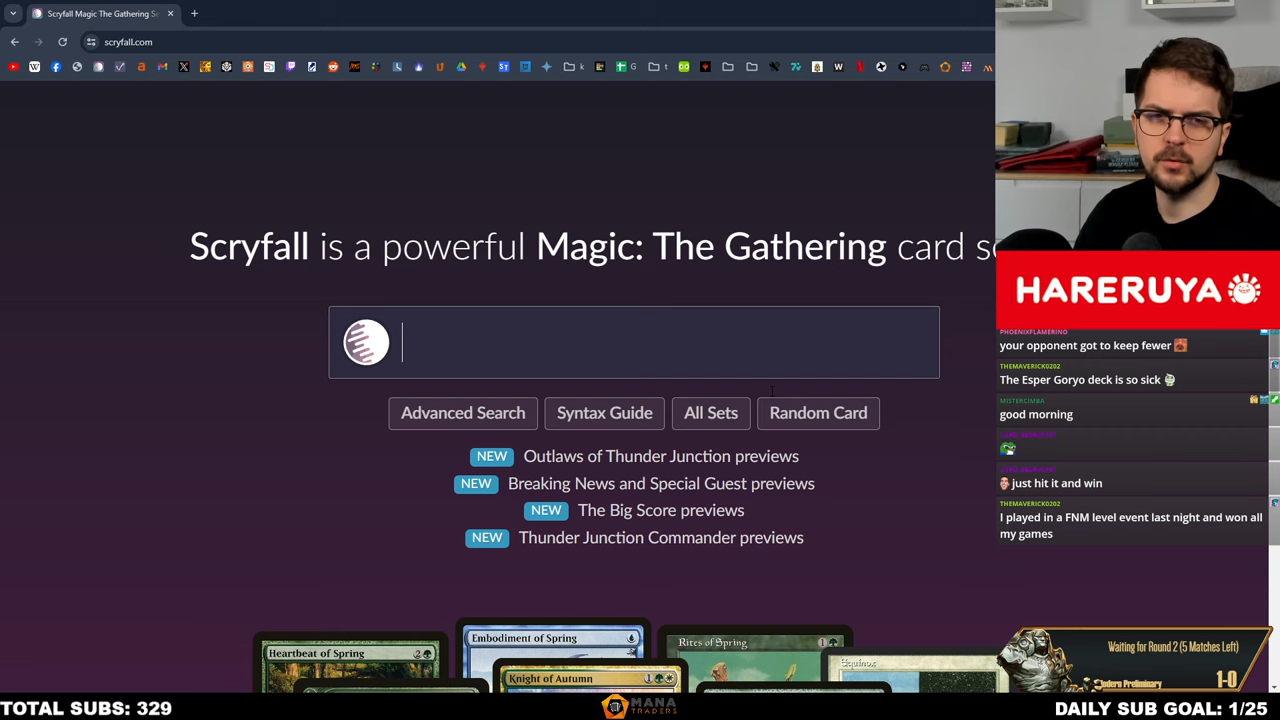 Scryfall Magic The Gathering Se
scryfall.com
Scryfall is a powerful Magic: The Gathering card
Advanced Search
Syntax Guide
All Sets
Random Card
NEW Outlaws of Thunder Junction previews
NEW Breaking News and Special Guest previews
NEW The Big Score previews
NEW Thunder Junction Commander previews
Heartbeat of Spring 2
Embodiment of Spring
Rites of Spring 1
Knight of Autumn 1
Equinox
HARERUYA
PHOENIXFLAMERINO
your opponent got to keep fewer
THEMAVERICK0202
The Esper Goryo deck is so sick
MISTERCIMBA
good morning
just hit it and win
THEMAVERICK0202
I played in a FNM level event last night and won all
my games
Waiting for Round 2 (5 Matches Left)
Modern Preliminary
1-0
TOTAL SUBS: 329
MANA
TRADERS
DAILY SUB GOAL: 1/25